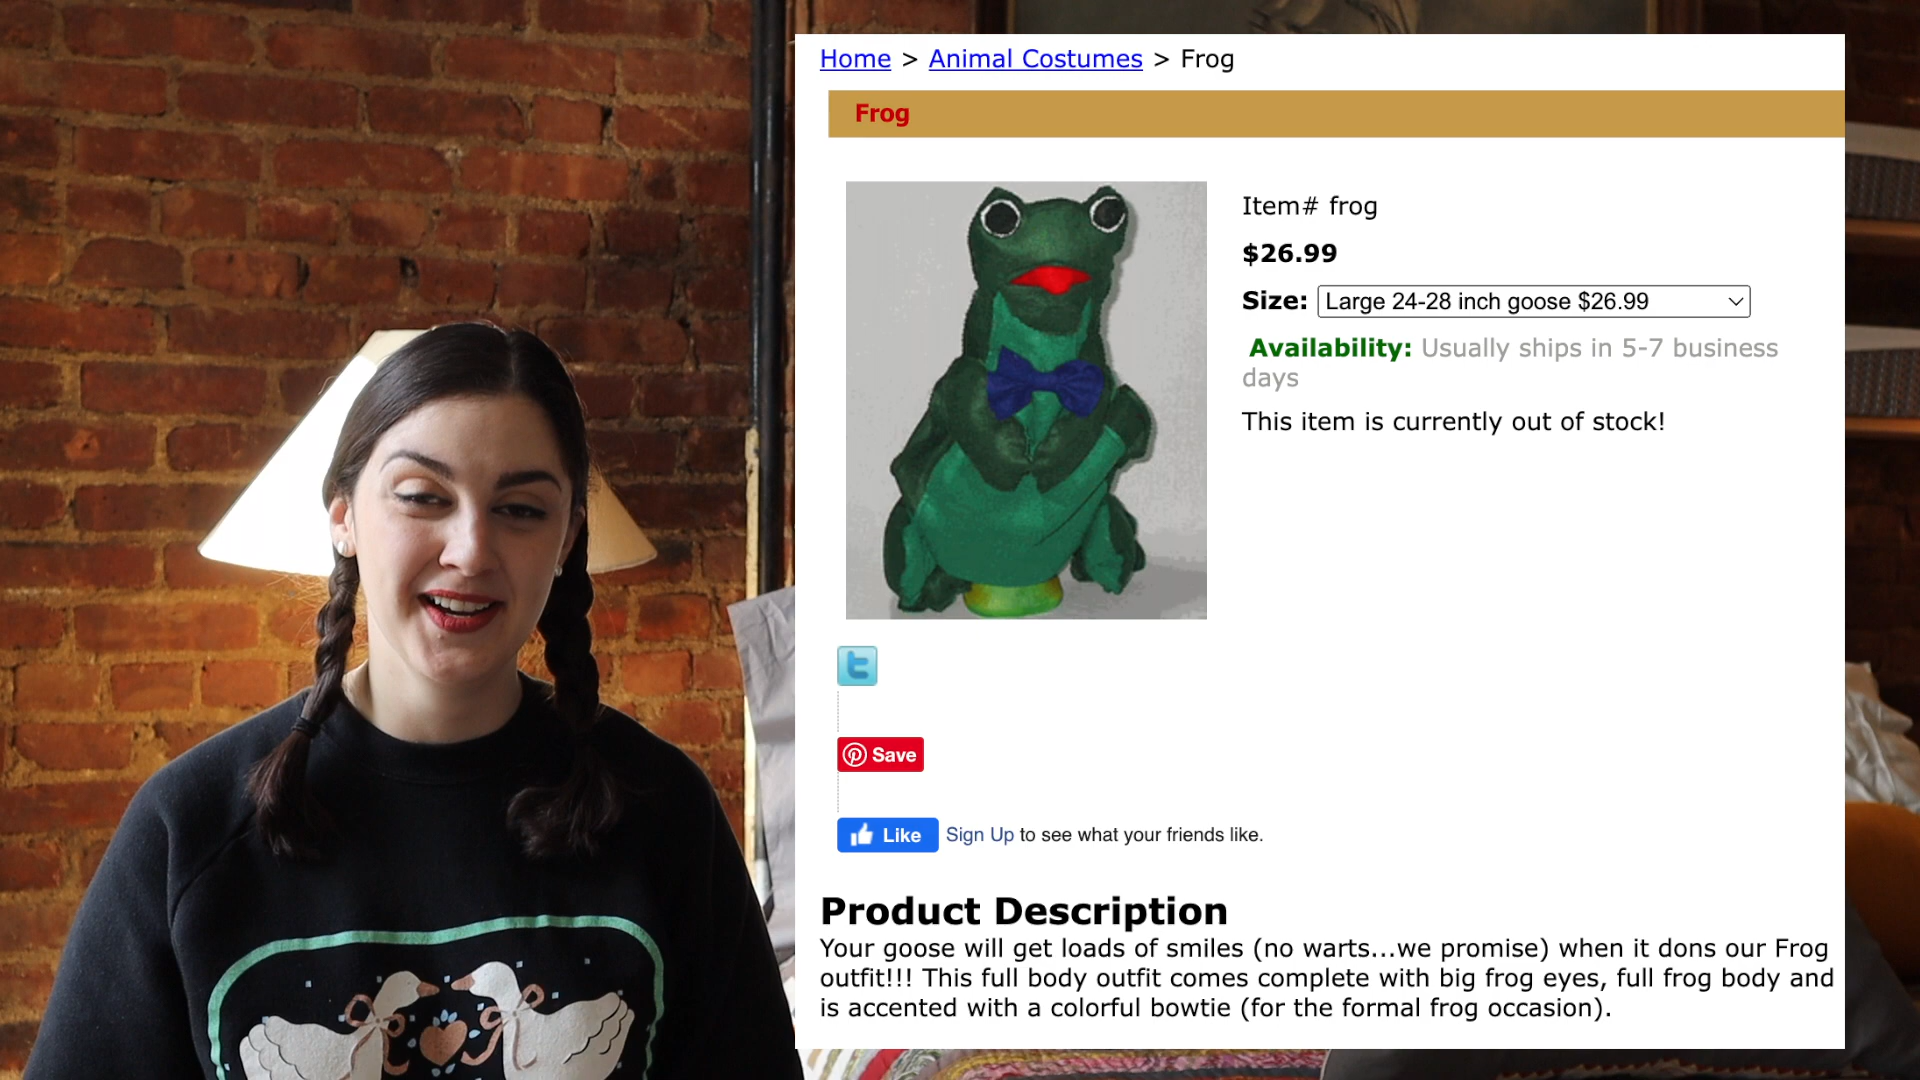 Home > Animal Costumes > Frog
Frog
Item# frog
$26.99
Size: Large 24-28 inch goose $26.99
Availability: Usually ships in 5-7 business
days
This item is currently out of stock!
Save
Like Sign Up to see what your friends like.
Product Description
Your goose will get loads of smiles (no warts...we promise) when it dons our Frog
outfit!!! This full body outfit comes complete with big frog eyes, full frog body and
is accented with a colorful bowtie (for the formal frog occasion).